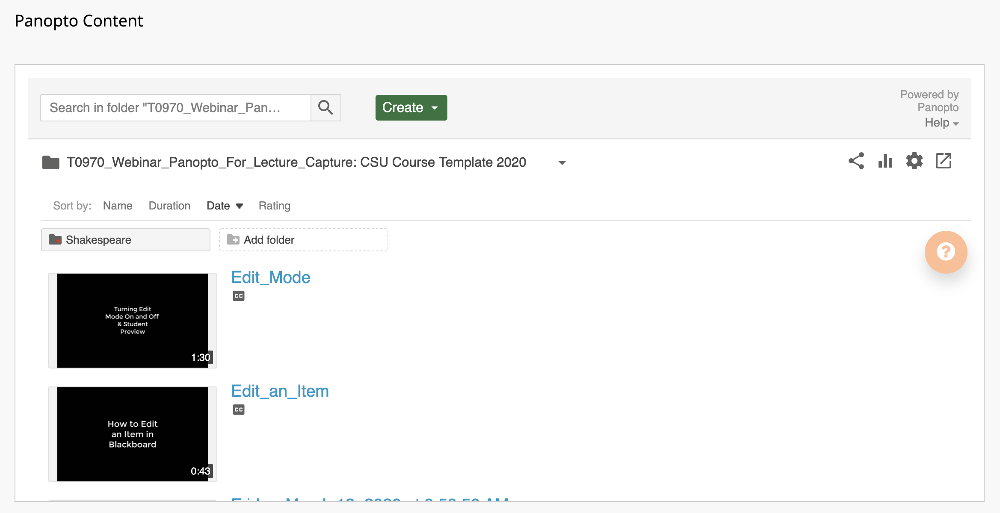 Panopto Content
Search in folder "T0970_Webinar_Pan...
Create
Powered by
Panopto
Help
T0970_Webinar_Panopto_For_Lecture_Capture: CSU Course Template 2020
Sort by: Name Duration Date Rating
Shakespeare
Add folder
Edit_Mode
CC
Turning Edit
Mode On and Off
& Student
Preview
1:30
Edit_an_Item
CC
How to Edit
an Item in
Blackboard
0:43